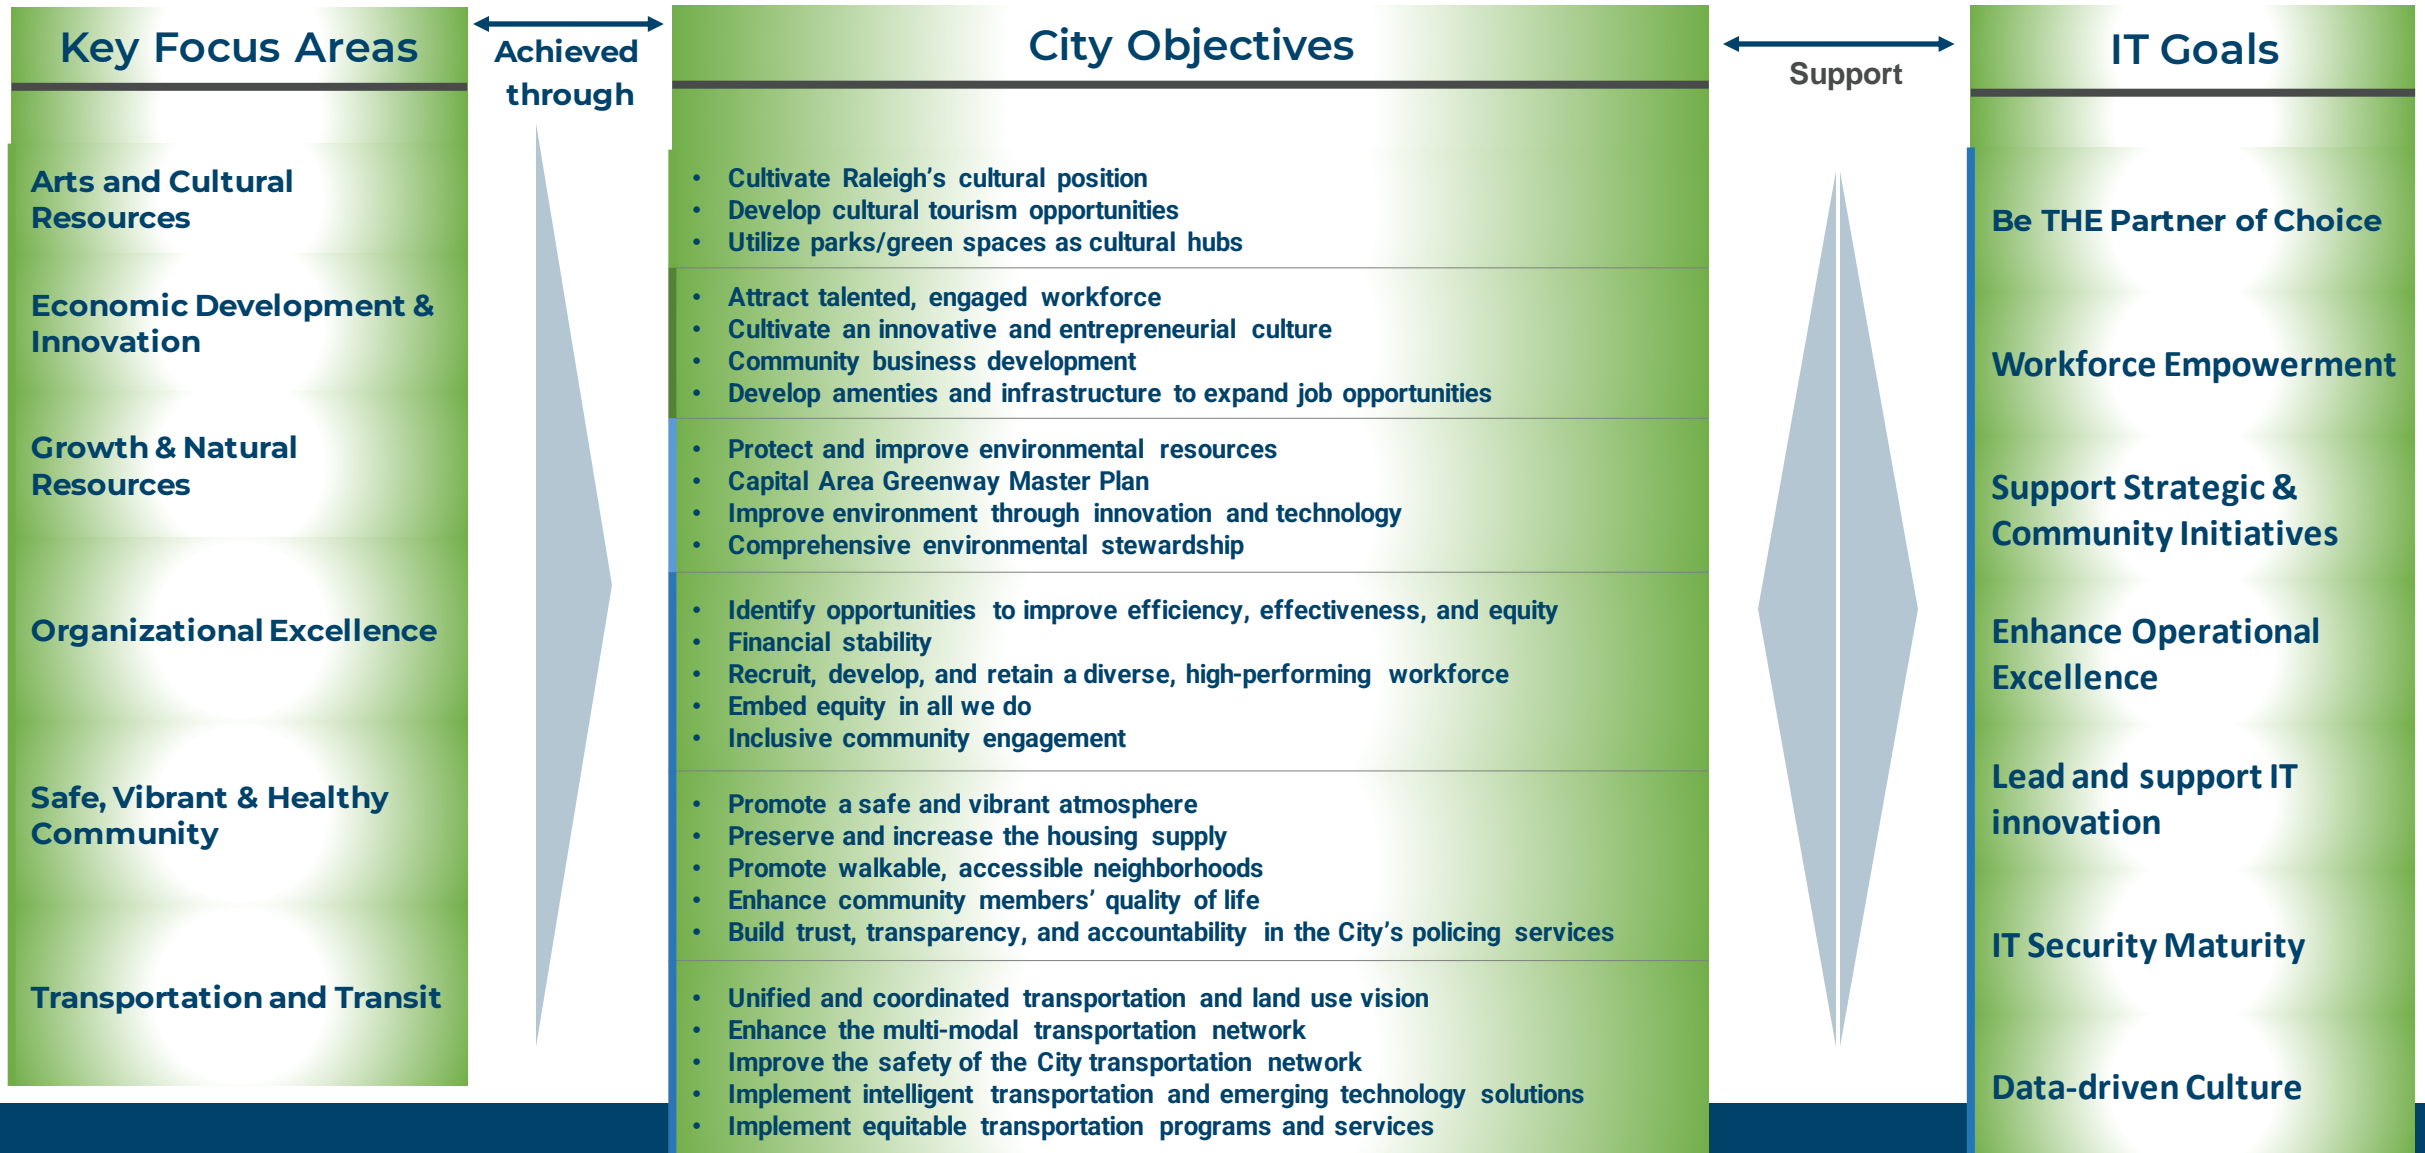 Key Focus Areas
Achieved
through
City Objectives
Support
IT Goals
Arts and Cultural
Resources
Economic Development &
Innovation
Growth & Natural
Resources
Organizational Excellence
Safe, Vibrant & Healthy
Community
Transportation and Transit
• Cultivate Raleigh’s cultural position
• Develop cultural tourism opportunities
• Utilize parks/green spaces as cultural hubs
• Attract talented, engaged workforce
• Cultivate an innovative and entrepreneurial culture
• Community business development
• Develop amenties and infrastructure to expand job opportunities
• Protect and improve environmental resources
• Capital Area Greenway Master Plan
• Improve environment through innovation and technology
• Comprehensive environmental stewardship
• Identify opportunities to improve efficiency, effectiveness, and equity
• Financial stability
• Recruit, develop, and retain a diverse, high-performing workforce
• Embed equity in all we do
• Inclusive community engagement
• Promote a safe and vibrant atmosphere
• Preserve and increase the housing supply
• Promote walkable, accessible neighborhoods
• Enhance community members’ quality of life
• Build trust, transparency, and accountability in the City’s policing services
• Unified and coordinated transportation and land use vision
• Enhance the multi-modal transportation network
• Improve the safety of the City transportation network
• Implement intelligent transportation and emerging technology solutions
• Implement equitable transportation programs and services
Be THE Partner of Choice
Workforce Empowerment
Support Strategic &
Community Initiatives
Enhance Operational
Excellence
Lead and support IT
innovation
IT Security Maturity
Data-driven Culture